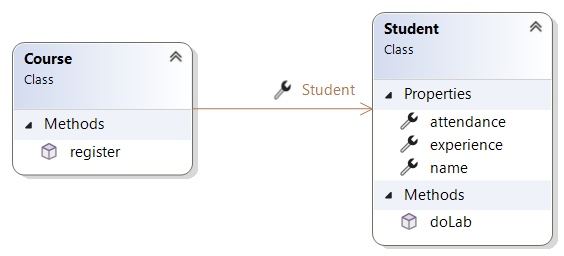 Course
Class
Methods
register
Student
Student
Class
Properties
attendance
experience
name
Methods
doLab